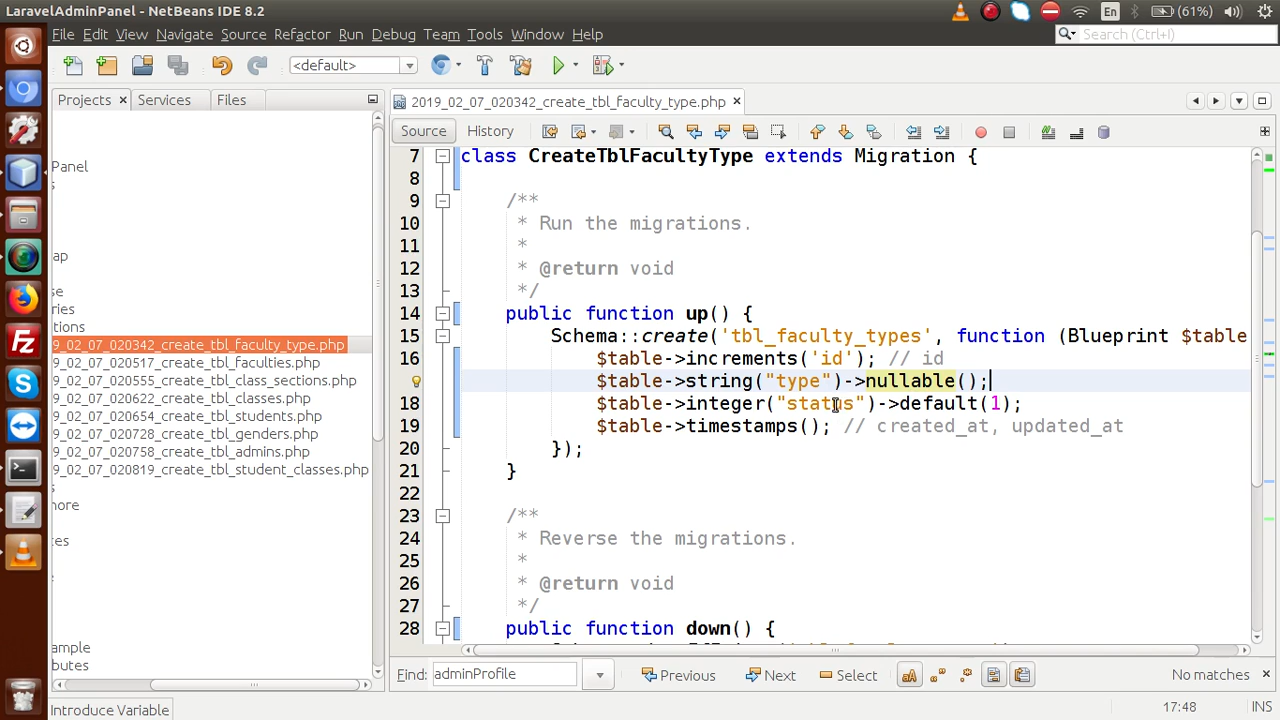 LaravelAdminPanel - NetBeans IDE 8.2
En
(61%)
File Edit View Navigate Source Refactor Run Debug Team Tools Window Help
Search (Ctrl+I)
<default>
Projects
Services
Files
2019_02_07_020342_create_tbl_faculty_type.php
Source
History
Panel
s
ap
se
ries
tions
9_02_07_020342_create_tbl_faculty_type.php
9_02_07_020517_create_tbl_faculties.php
9_02_07_020555_create_tbl_class_sections.php
9_02_07_020622_create_tbl_classes.php
9_02_07_020654_create_tbl_students.php
9_02_07_020728_create_tbl_genders.php
9_02_07_020758_create_tbl_admins.php
9_02_07_020819_create_tbl_student_classes.php
s
nore
ces
e
ample
butes
7 class CreateTblFacultyType extends Migration {
8
9 /**
10 * Run the migrations.
11 *
12 * @return void
13 */
14 public function up() {
15 Schema::create('tbl_faculty_types', function (Blueprint $table
16 $table->increments('id'); // id
$table->string("type")->nullable();
18 $table->integer("status")->default(1);
19 $table->timestamps(); // created_at, updated_at
20 });
21 }
22
23 /**
24 * Reverse the migrations.
25 *
26 * @return void
27 */
28 public function down() {
Find: adminProfile
Previous
Next
Select
No matches
Introduce Variable
17:48
INS